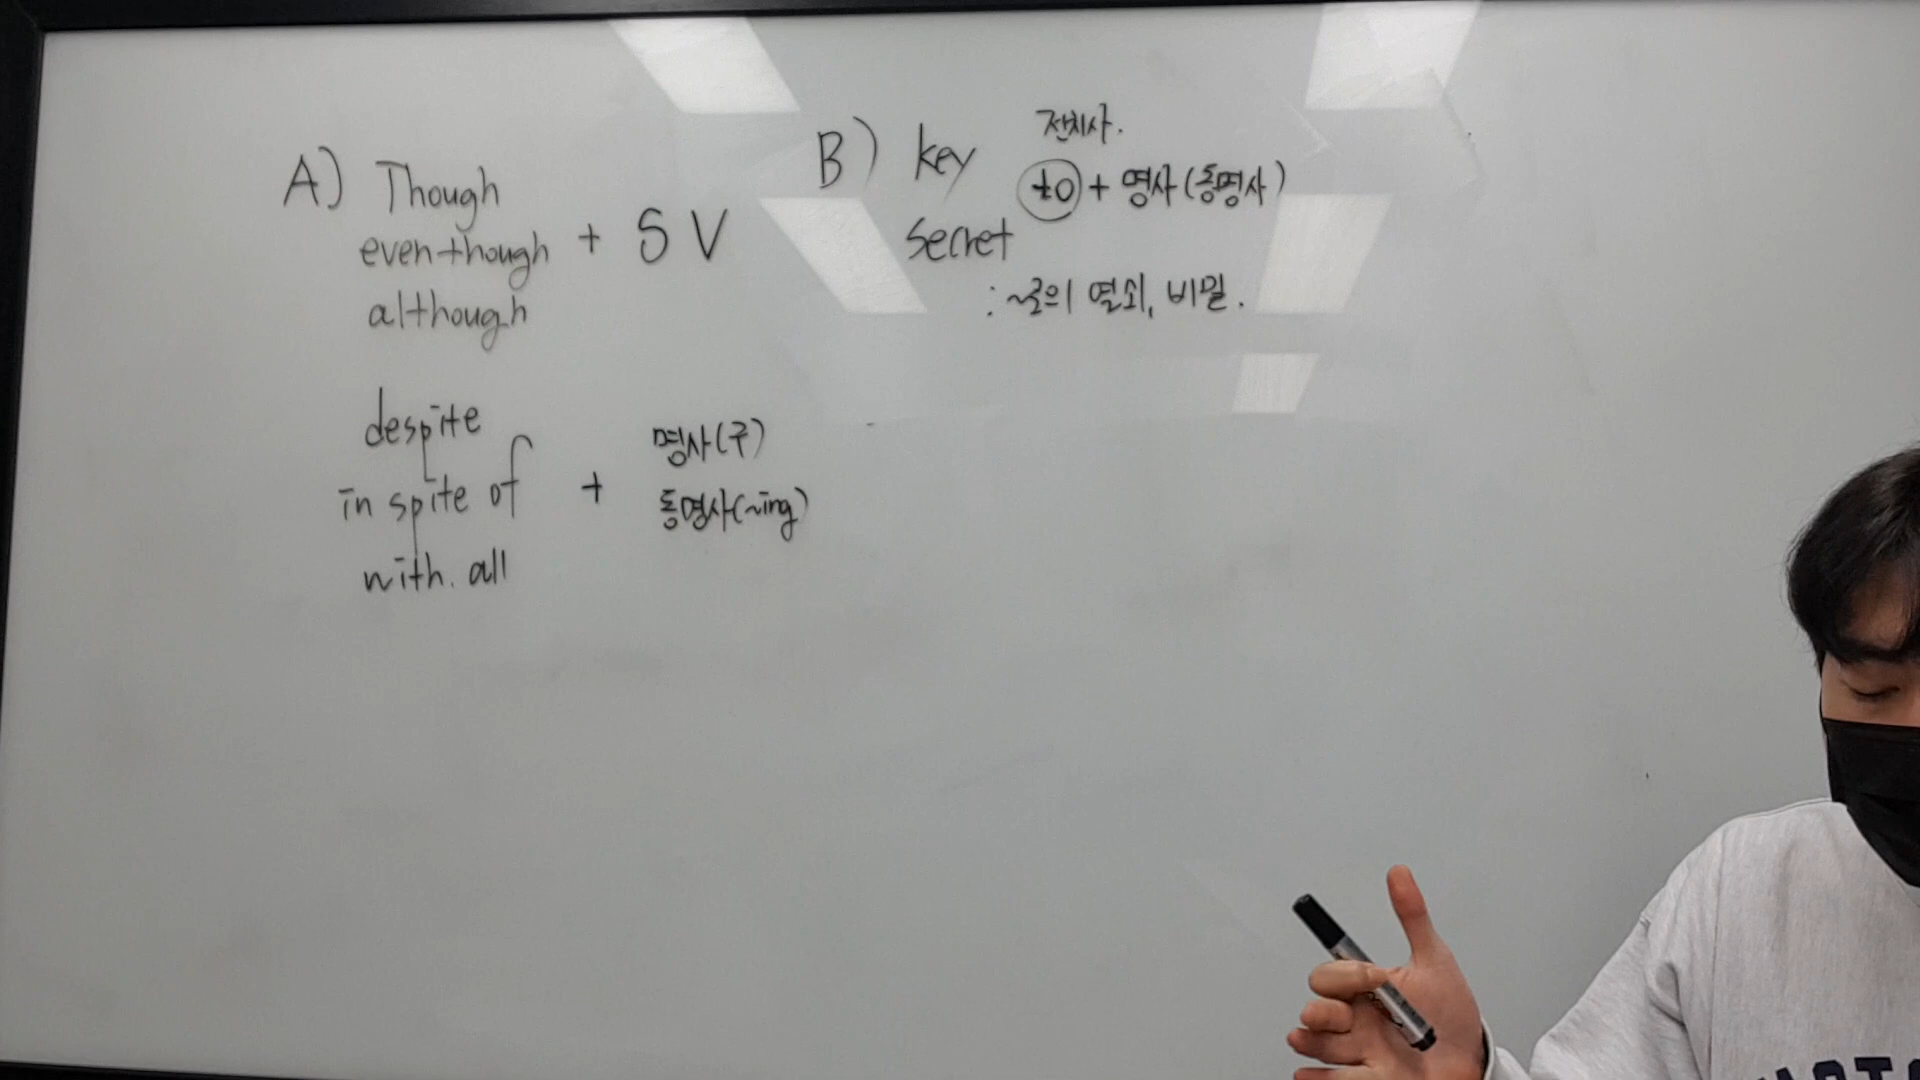 A) Though
even though + S V
although
despite
in spite of + 명사(구)
동명사(~ing)
with all
B) key
전치사.
to + 명사(동명사)
Secret
: ~로의 열쇠, 비밀.